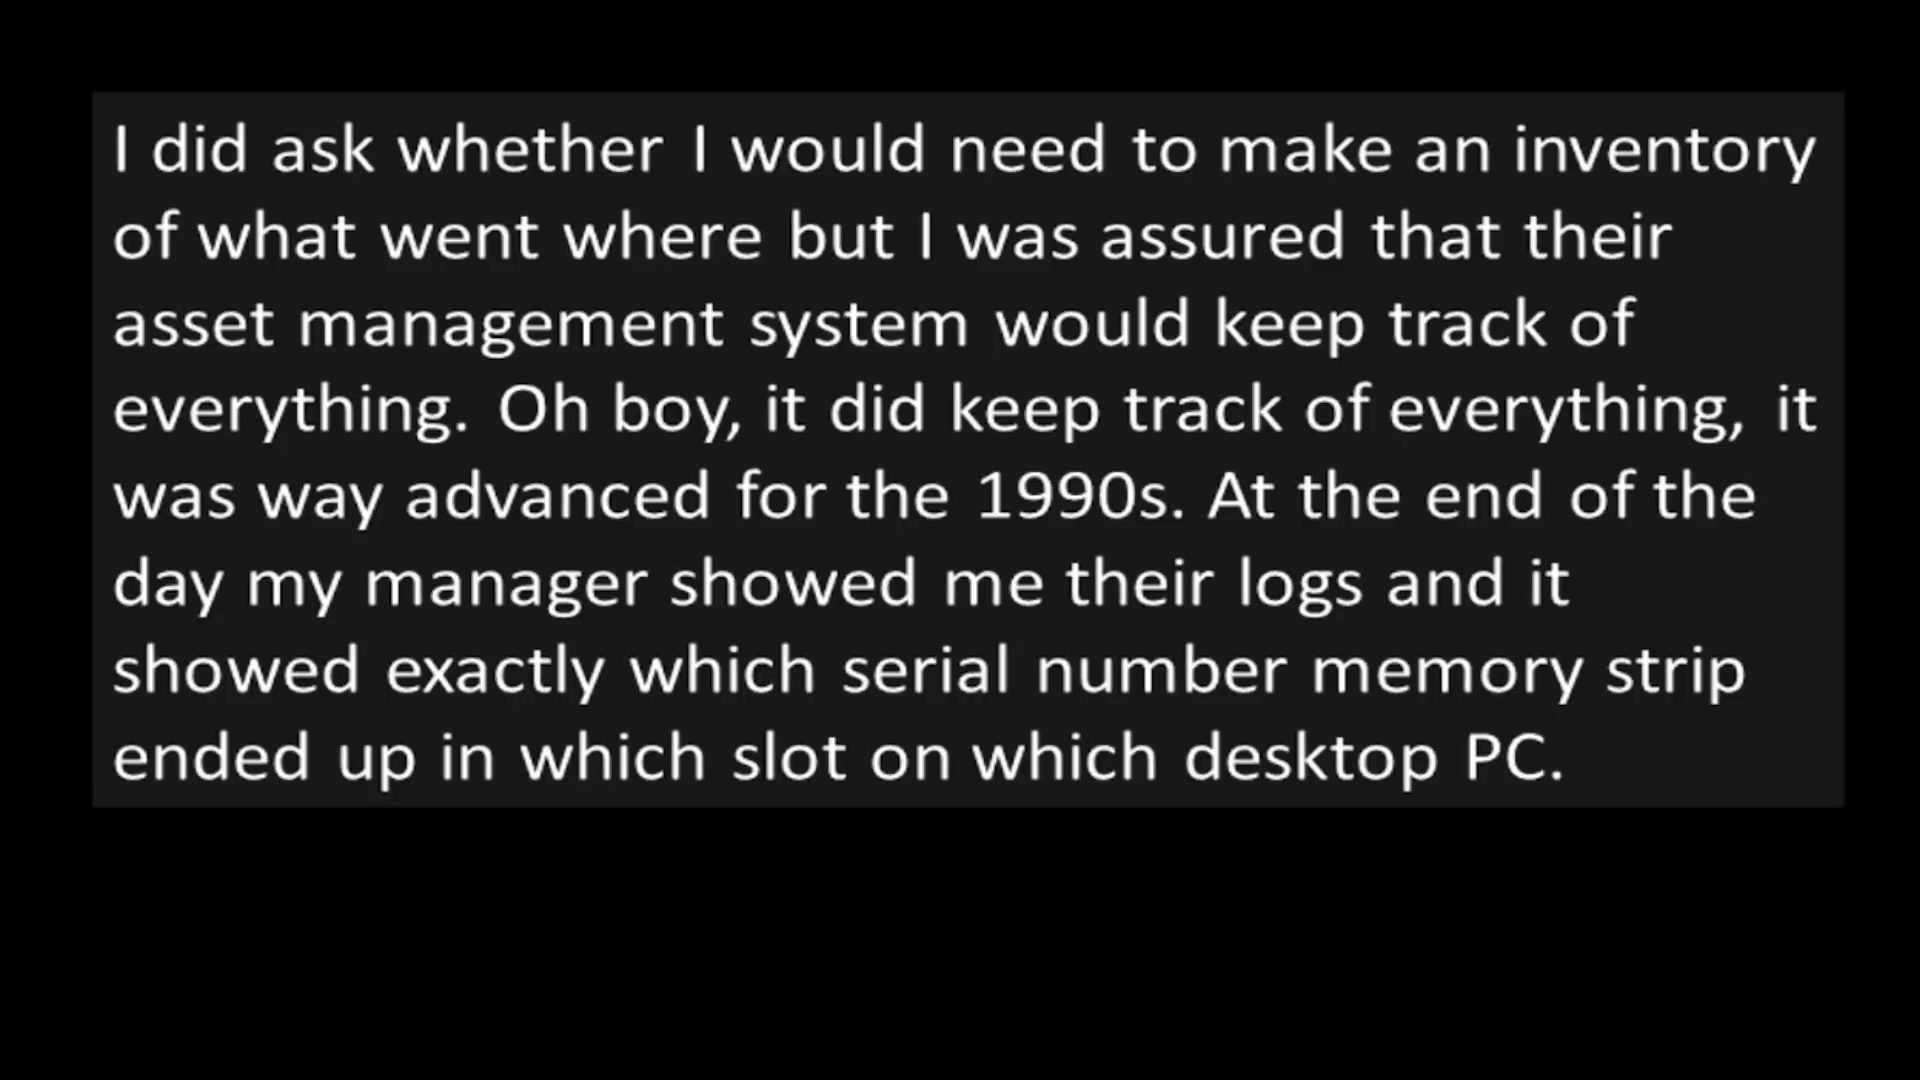 I did ask whether I would need to make an inventory
of what went where but I was assured that their
asset management system would keep track of
everything. Oh boy, it did keep track of everything, it
was way advanced for the 1990s. At the end of the
day my manager showed me their logs and it
showed exactly which serial number memory strip
ended up in which slot on which desktop PC.